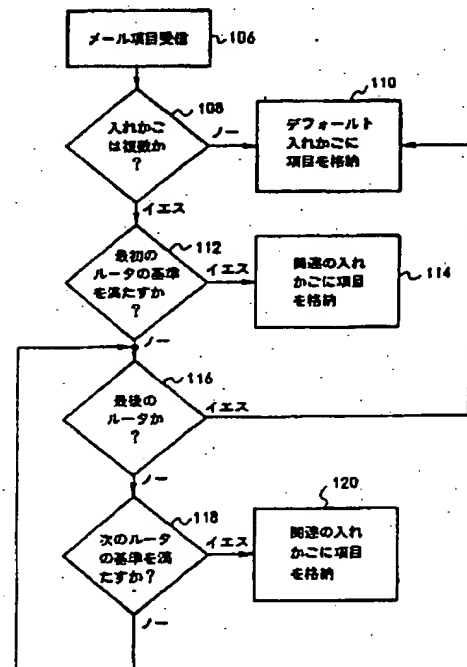 メール項目受信
106
108
入れかご
は複数か
?
ノー
110
デフォールト
入れかごに
項目を格納
イエス
112
最初の
ルータの基準
を満たすか?
イエス
関連の入れ
かごに項目
を格納
114
ノー
116
最後の
ルータか
?
イエス
ノー
118
次のルータ
の基準を満
たすか?
イエス
120
関連の入れ
かごに項目
を格納
ノー